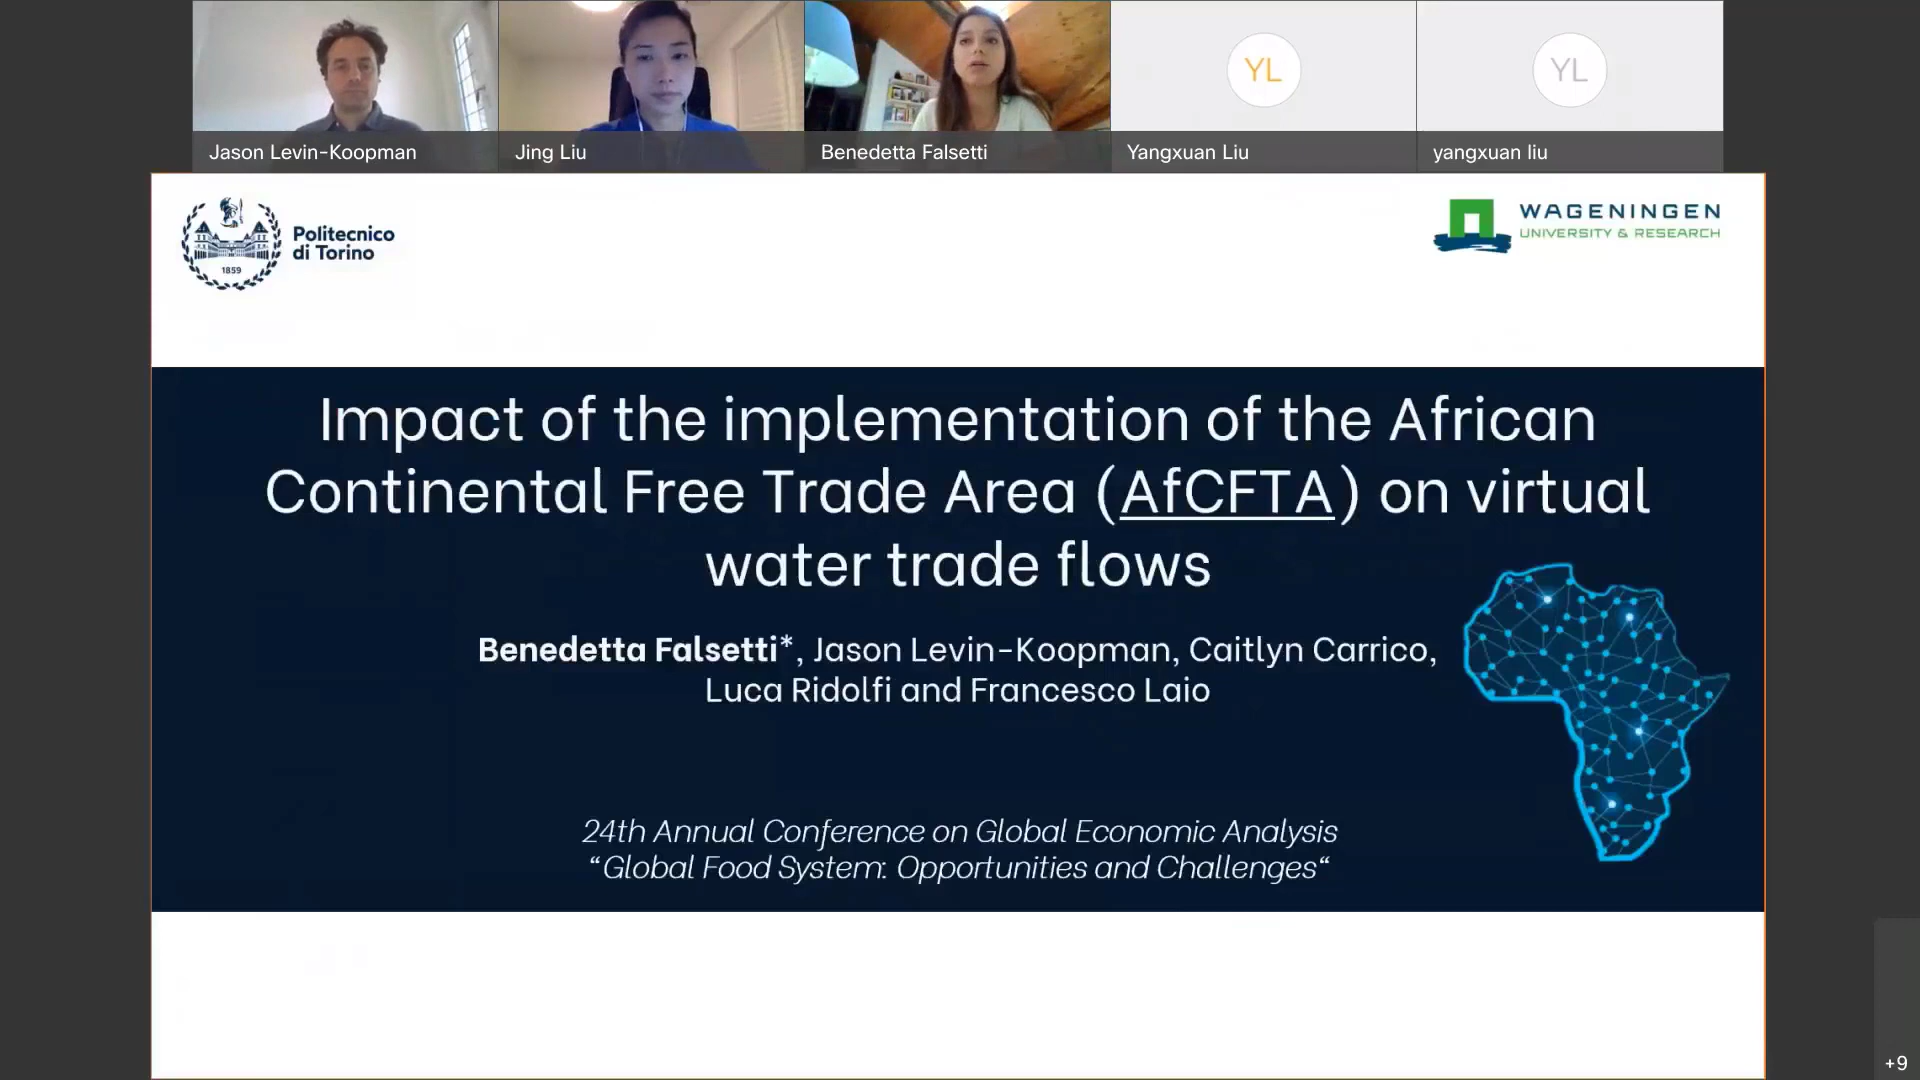 Jason Levin-Koopman
Jing Liu
Benedetta Falsetti
YL
Yangxuan Liu
YL
yangxuan liu
1859
Politecnico
di Torino
WAGENINGEN
UNIVERSITY & RESEARCH
Impact of the implementation of the African
Continental Free Trade Area (AfCFTA) on virtual
water trade flows
Benedetta Falsetti*, Jason Levin-Koopman, Caitlyn Carrico,
Luca Ridolfi and Francesco Laio
24th Annual Conference on Global Economic Analysis
“Global Food System: Opportunities and Challenges“
+9